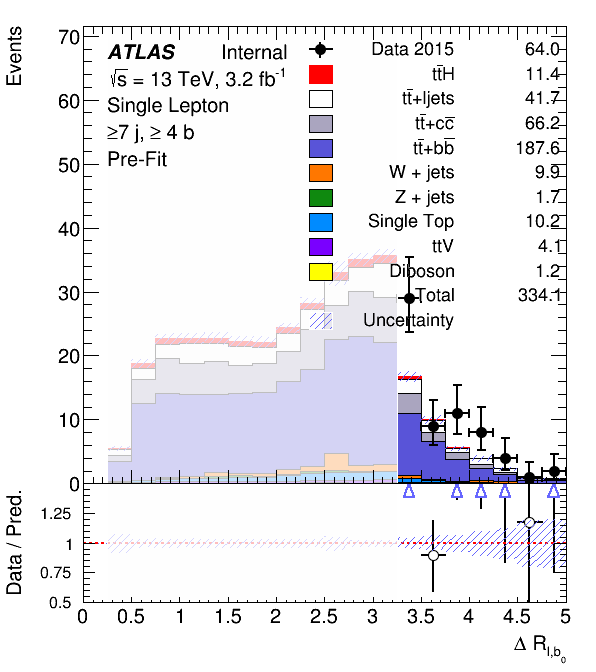 Events
70
60
50
40
30
20
10
0
ATLAS Internal
√s = 13 TeV, 3.2 fb⁻¹
Single Lepton
≥7 j, ≥ 4 b
Pre-Fit
Data 2015 64.0
tt̄H 11.4
tt̄+ljets 41.7
tt̄+cc̄ 66.2
tt̄+bb̄ 187.6
W + jets 9.9
Z + jets 1.7
Single Top 10.2
ttV 4.1
Diboson 1.2
Total 334.1
Uncertainty
Data / Pred.
1.25
1
0.75
0.5
0 0.5 1 1.5 2 2.5 3 3.5 4 4.5 5
Δ R_{l,b_0}